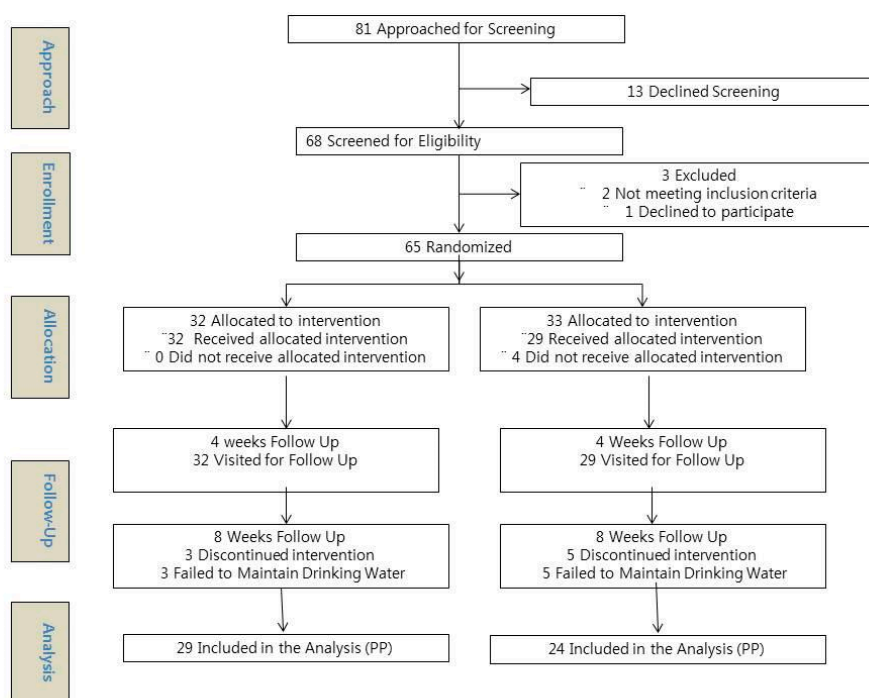 Approach
81 Approached for Screening
13 Declined Screening
68 Screened for Eligibility
Enrollment
3 Excluded
¨ 2 Not meeting inclusion criteria
¨ 1 Declined to participate
65 Randomized
Allocation
32 Allocated to intervention
¨32 Received allocated intervention
¨ 0 Did not receive allocated intervention
33 Allocated to intervention
¨29 Received allocated intervention
¨ 4 Did not receive allocated intervention
Follow-Up
4 weeks Follow Up
32 Visited for Follow Up
4 Weeks Follow Up
29 Visited for Follow Up
8 Weeks Follow Up
3 Discontinued intervention
3 Failed to Maintain Drinking Water
8 Weeks Follow Up
5 Discontinued intervention
5 Failed to Maintain Drinking Water
Analysis
29 Included in the Analysis (PP)
24 Included in the Analysis (PP)